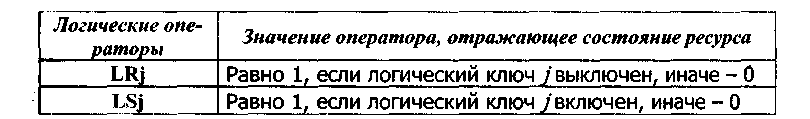 Логические опе-
раторы
Значение оператора, отражающее состояние ресурса
LRj
Равно 1, если логический ключ j выключен, иначе – 0
LSj
Равно 1, если логический ключ j включен, иначе – 0